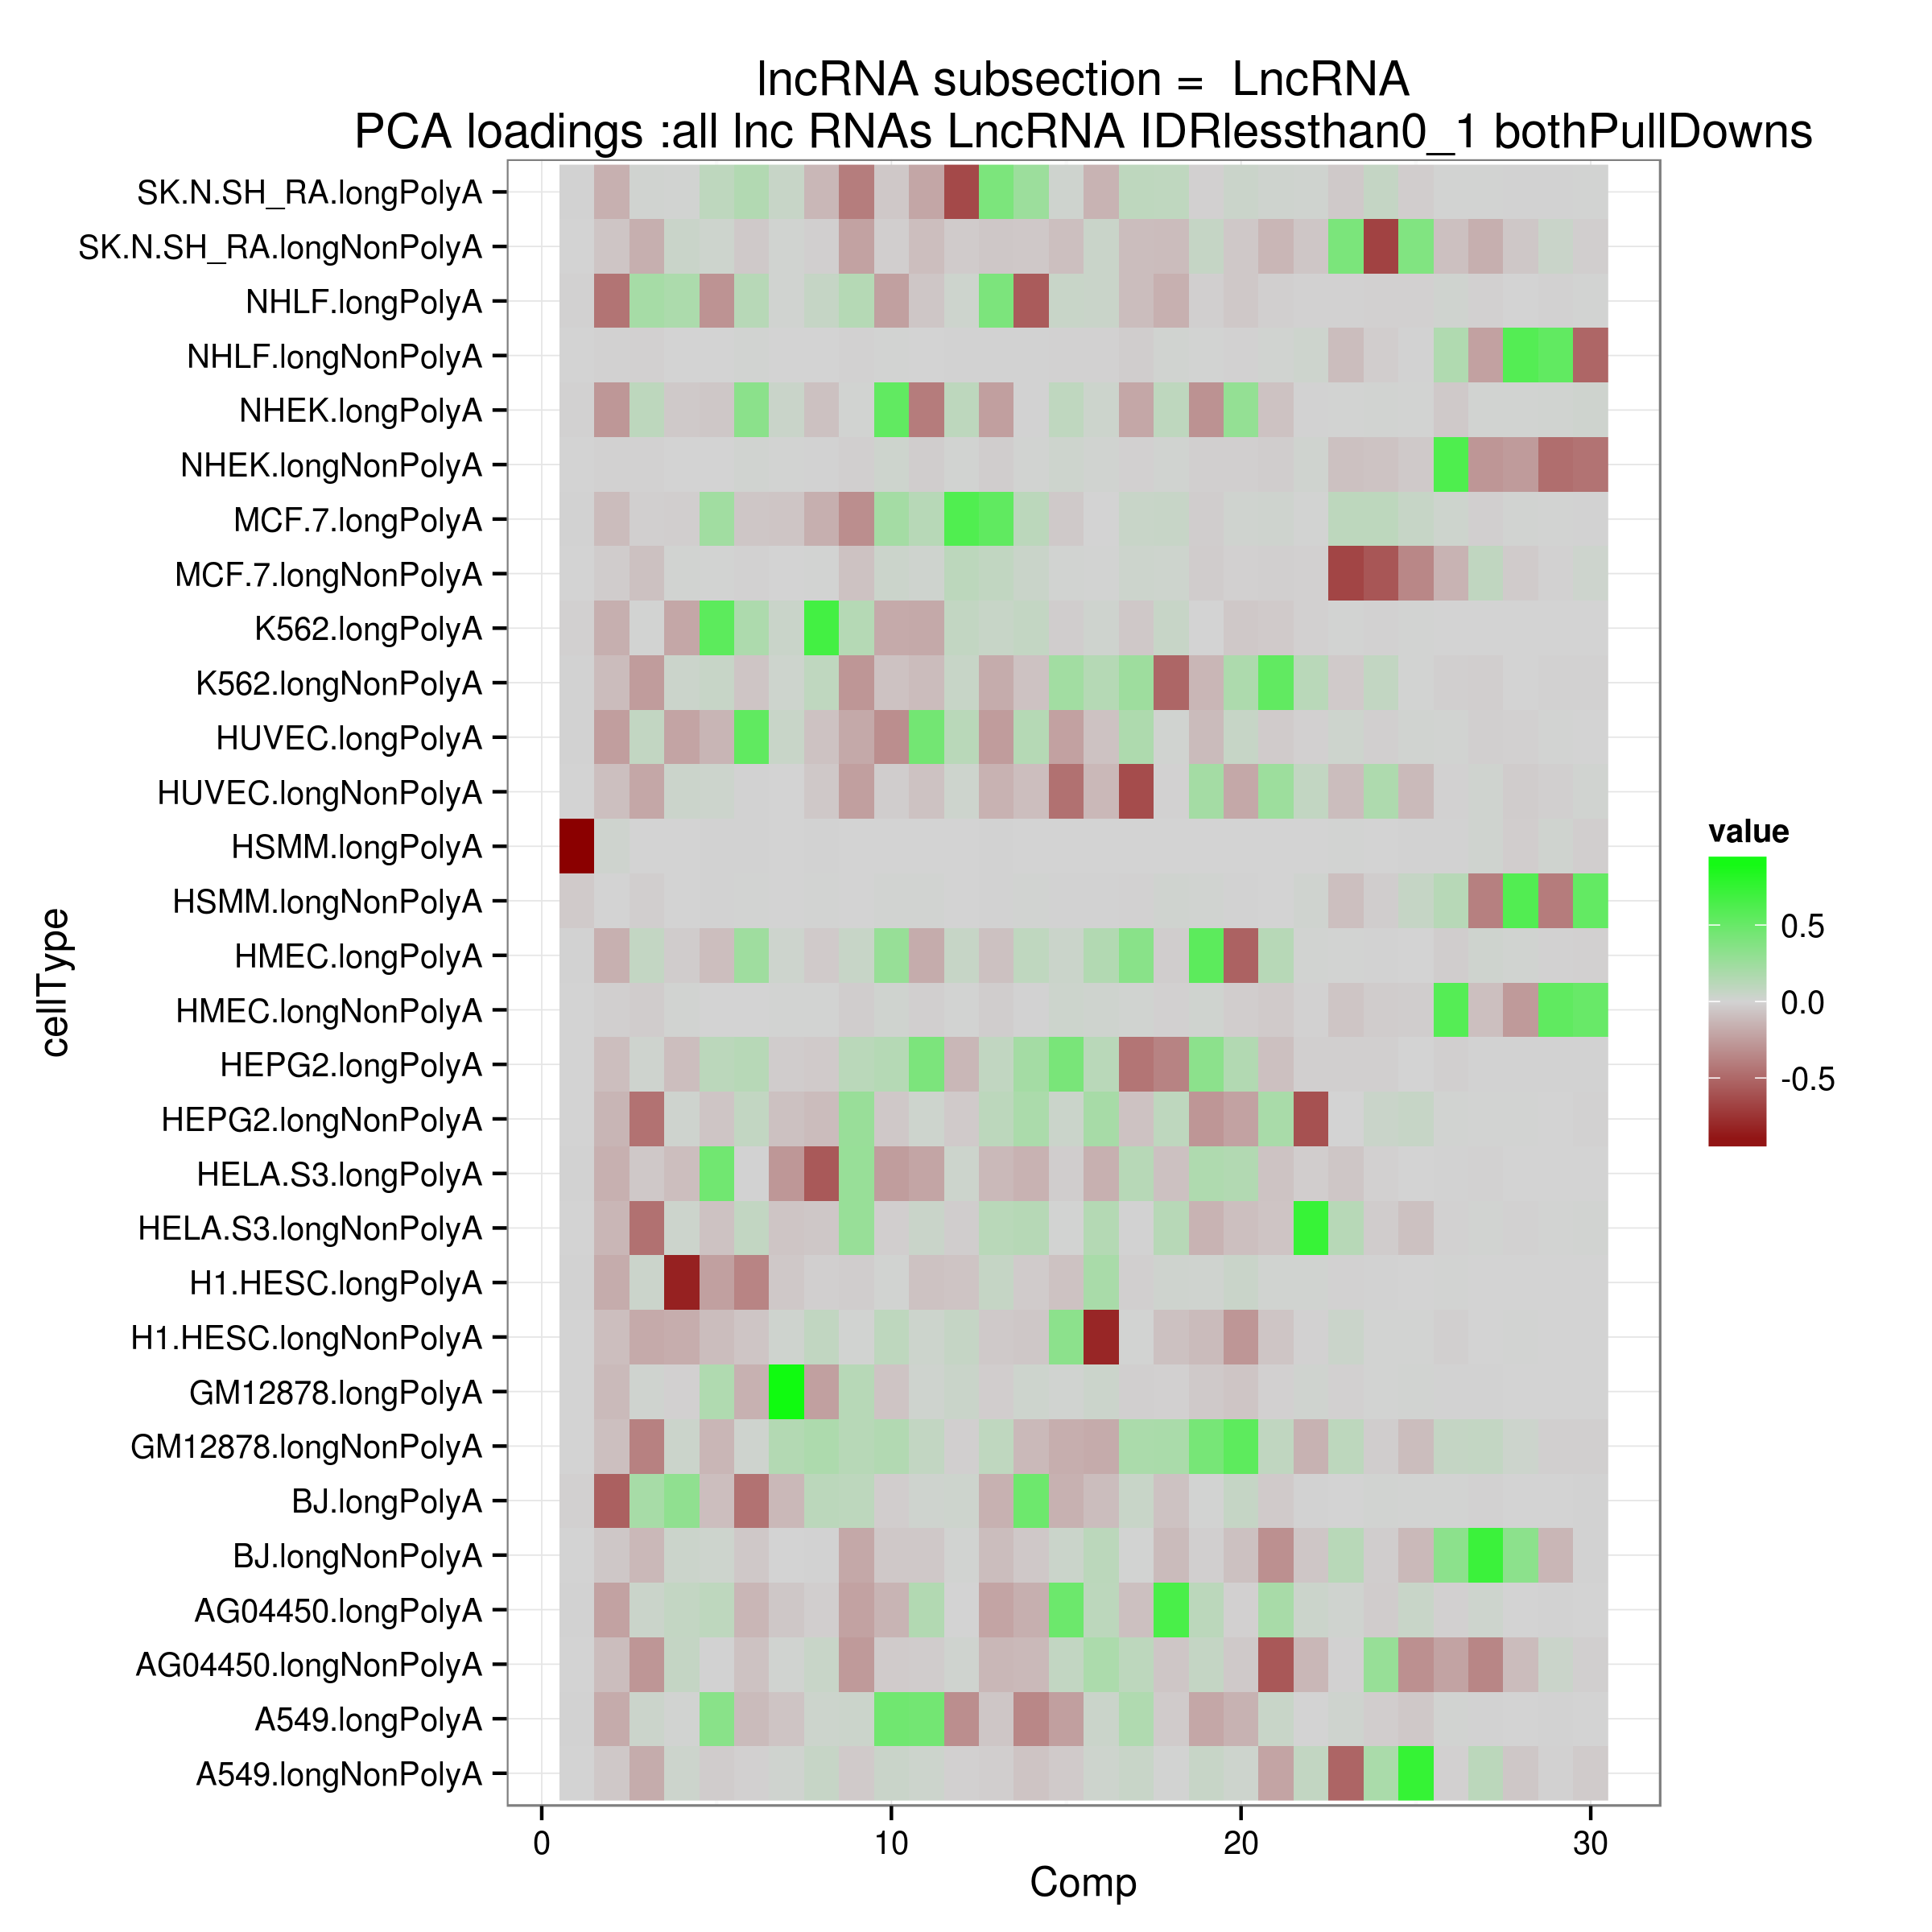 lncRNA subsection =  LncRNA
PCA loadings :all lnc RNAs LncRNA IDRlessthan0_1 bothPullDowns
SK.N.SH_RA.longPolyA
SK.N.SH_RA.longNonPolyA
NHLF.longPolyA
NHLF.longNonPolyA
NHEK.longPolyA
NHEK.longNonPolyA
MCF.7.longPolyA
MCF.7.longNonPolyA
K562.longPolyA
K562.longNonPolyA
HUVEC.longPolyA
HUVEC.longNonPolyA
HSMM.longPolyA
HSMM.longNonPolyA
HMEC.longPolyA
HMEC.longNonPolyA
HEPG2.longPolyA
HEPG2.longNonPolyA
HELA.S3.longPolyA
HELA.S3.longNonPolyA
H1.HESC.longPolyA
H1.HESC.longNonPolyA
GM12878.longPolyA
GM12878.longNonPolyA
BJ.longPolyA
BJ.longNonPolyA
AG04450.longPolyA
AG04450.longNonPolyA
A549.longPolyA
A549.longNonPolyA
cellType
0 10 20 30
Comp
value
0.5
0.0
-0.5